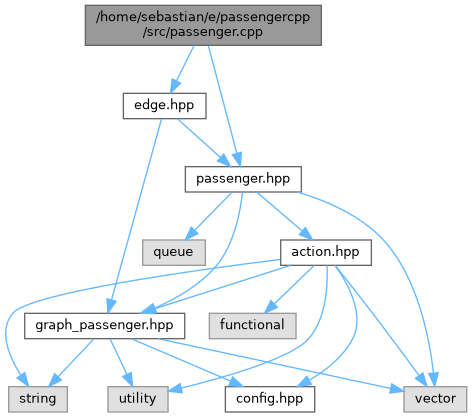 /home/sebastian/e/passengercpp
/src/passenger.cpp
edge.hpp
passenger.hpp
queue
action.hpp
graph_passenger.hpp
functional
string
utility
config.hpp
vector